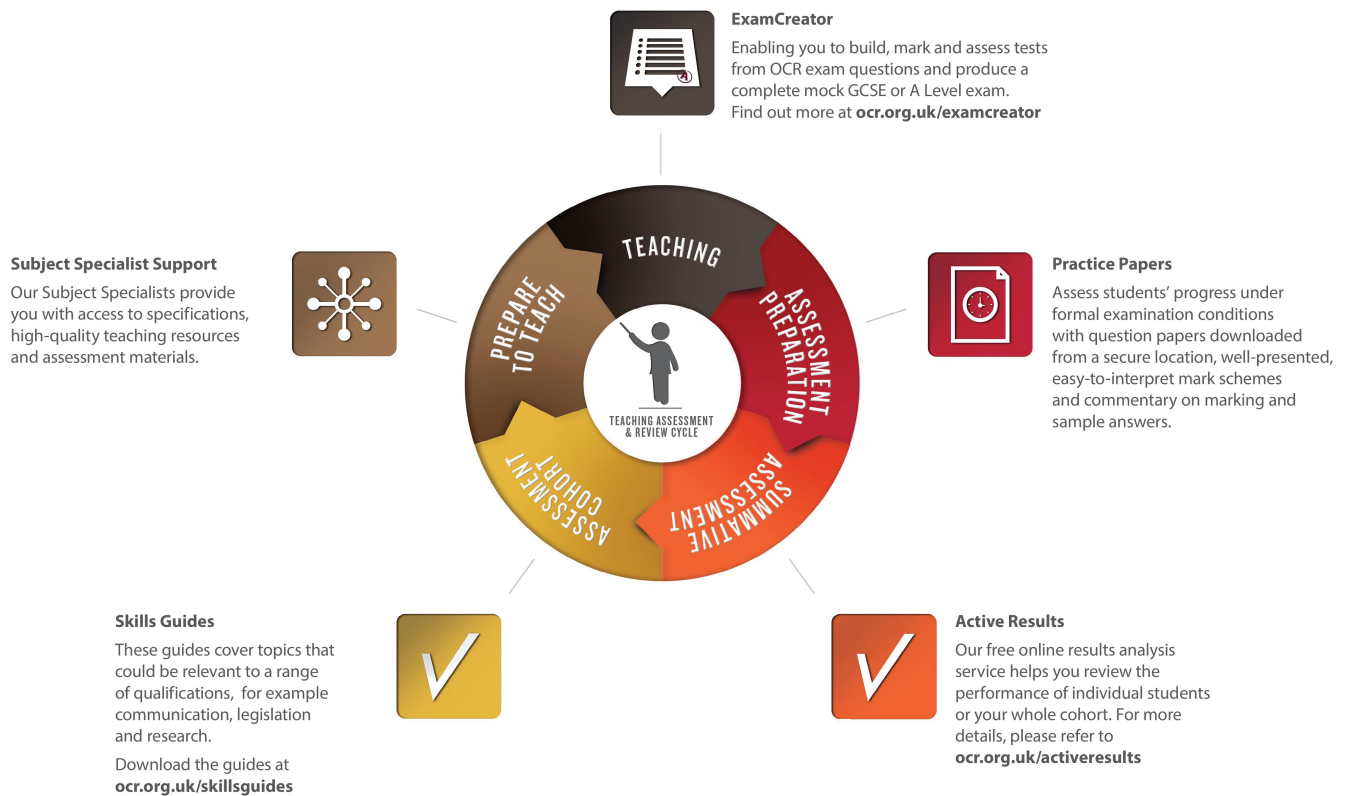 ExamCreator
Enabling you to build, mark and assess tests
from OCR exam questions and produce a
complete mock GCSE or A Level exam.
Find out more at ocr.org.uk/examcreator
A
Subject Specialist Support
Our Subject Specialists provide
you with access to specifications,
high-quality teaching resources
and assessment materials.
TEACHING
PREPARE
TO TEACH
ASSESSMENT
PREPARATION
SUMMATIVE
ASSESSMENT
ASSESSMENT
COHORT
TEACHING ASSESSMENT
& REVIEW CYCLE
Practice Papers
Assess students’ progress under
formal examination conditions
with question papers downloaded
from a secure location, well-presented,
easy-to-interpret mark schemes
and commentary on marking and
sample answers.
Skills Guides
These guides cover topics that
could be relevant to a range
of qualifications, for example
communication, legislation
and research.
Download the guides at
ocr.org.uk/skillsguides
Active Results
Our free online results analysis
service helps you review the
performance of individual students
or your whole cohort. For more
details, please refer to
ocr.org.uk/activeresults